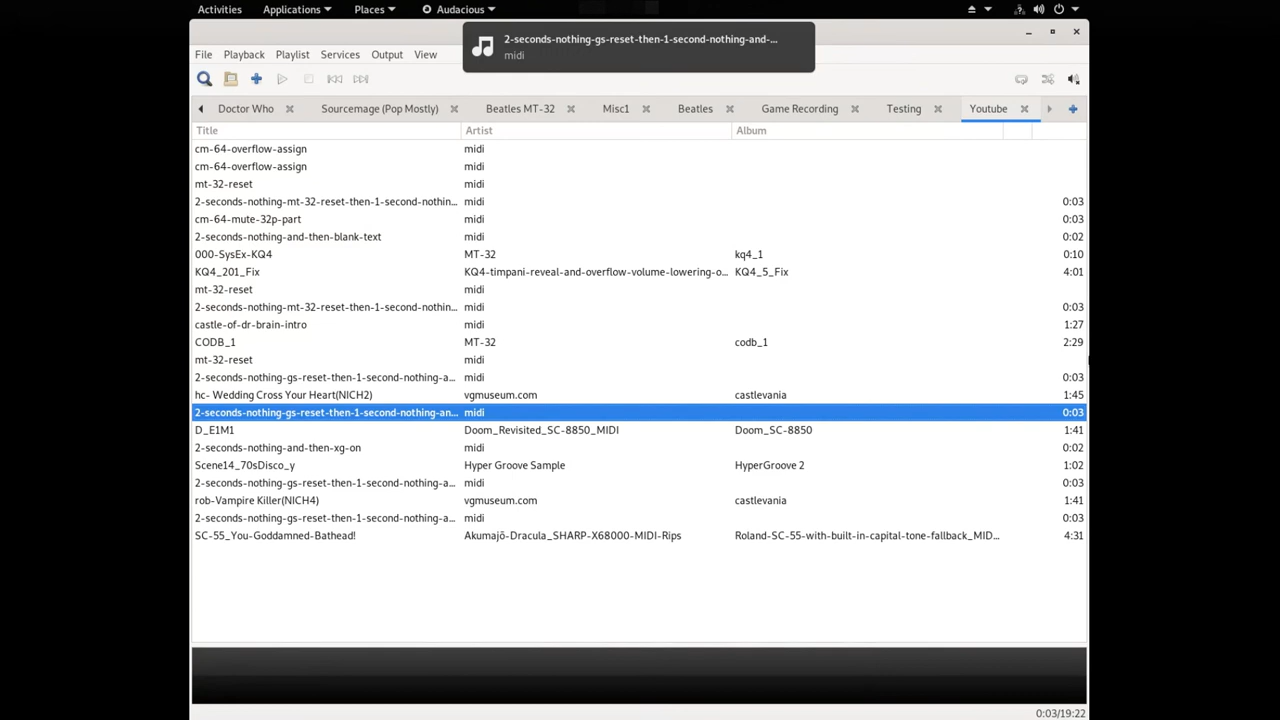 Activities Applications Places Audacious
2-seconds-nothing-gs-reset-then-1-second-nothing-and-...
midi
File Playback Playlist Services Output View
Doctor Who Sourcemage (Pop Mostly) Beatles MT-32 Misc1 Beatles Game Recording Testing Youtube
Title Artist Album
cm-64-overflow-assign midi
cm-64-overflow-assign midi
mt-32-reset midi
2-seconds-nothing-mt-32-reset-then-1-second-nothin... midi 0:03
cm-64-mute-32p-part midi 0:03
2-seconds-nothing-and-then-blank-text midi 0:02
000-SysEx-KQ4 MT-32 kq4_1 0:10
KQ4_201_Fix KQ4-timpani-reveal-and-overflow-volume-lowering-o... KQ4_5_Fix 4:01
mt-32-reset midi
2-seconds-nothing-mt-32-reset-then-1-second-nothin... midi 0:03
castle-of-dr-brain-intro midi 1:27
CODB_1 MT-32 codb_1 2:29
mt-32-reset midi
2-seconds-nothing-gs-reset-then-1-second-nothing-a... midi 0:03
hc- Wedding Cross Your Heart(NICH2) vgmuseum.com castlevania 1:45
2-seconds-nothing-gs-reset-then-1-second-nothing-an... midi 0:03
D_E1M1 Doom_Revisited_SC-8850_MIDI Doom_SC-8850 1:41
2-seconds-nothing-and-then-xg-on midi 0:02
Scene14_70sDisco_y Hyper Groove Sample HyperGroove 2 1:02
2-seconds-nothing-gs-reset-then-1-second-nothing-a... midi 0:03
rob-Vampire Killer(NICH4) vgmuseum.com castlevania 1:41
2-seconds-nothing-gs-reset-then-1-second-nothing-a... midi 0:03
SC-55_You-Goddamned-Bathead! Akumajō-Dracula_SHARP-X68000-MIDI-Rips Roland-SC-55-with-built-in-capital-tone-fallback_MID... 4:31
0:03/19:22